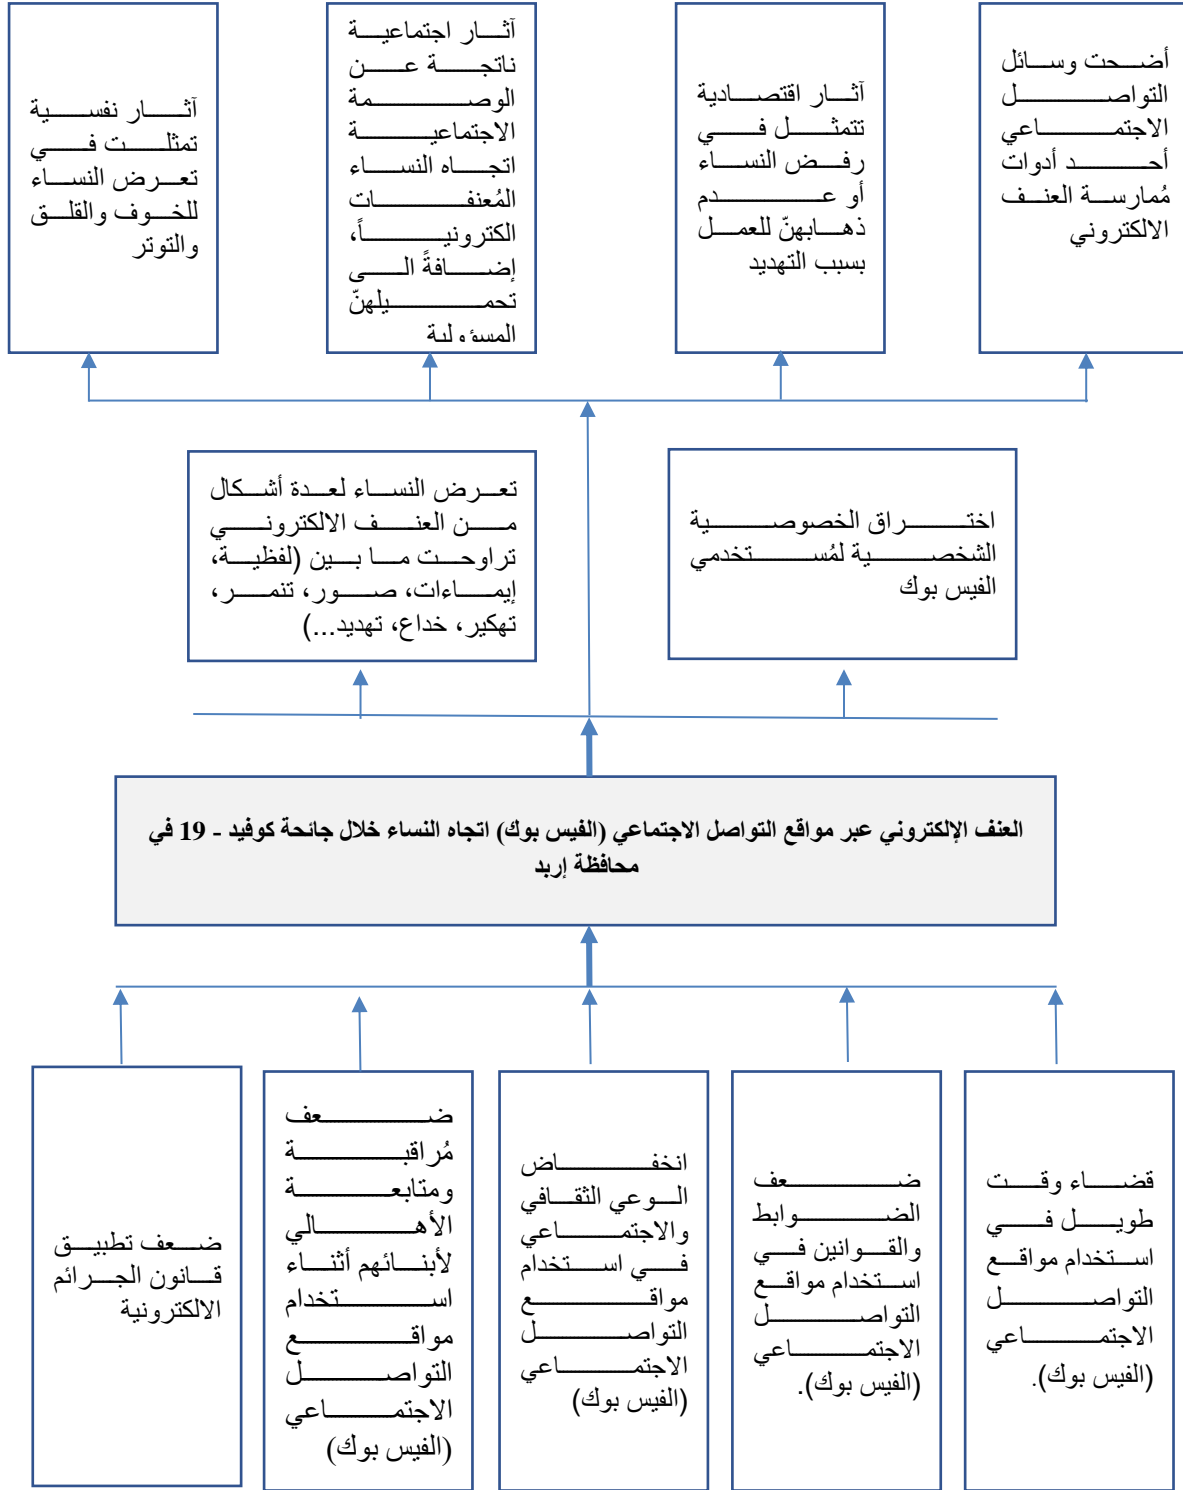 أضحت وسائل
التواصل
الاجتماعي
أحد أدوات
مُمارسة العنف
الالكتروني
آثار اقتصادية
تتمثل في
رفض النساء
أو عدم
ذهابهنّ للعمل
بسبب التهديد
آثار اجتماعية
ناتجة عن
الوصمة
الاجتماعية
اتجاه النساء
المُعنفات
الكترونياً،
إضافةً الى
تحميلهنّ
المسؤولية
آثار نفسية
تمثلت في
تعرض النساء
للخوف والقلق
والتوتر
اختراق الخصوصية
الشخصية لمُستخدمي
الفيس بوك
تعرض النساء لعدة أشكال
من العنف الالكتروني
تراوحت ما بين (لفظية،
إيماءات، صور، تنمر،
تهكير، خداع، تهديد...)
العنف الإلكتروني عبر مواقع التواصل الاجتماعي (الفيس بوك) اتجاه النساء خلال جائحة كوفيد - 19 في
محافظة إربد
قضاء وقت
طويل في
استخدام مواقع
التواصل
الاجتماعي
(الفيس بوك).
ضعف
الضوابط
والقوانين في
استخدام مواقع
التواصل
الاجتماعي
(الفيس بوك).
انخفاض
الوعي الثقافي
والاجتماعي
في استخدام
مواقع
التواصل
الاجتماعي
(الفيس بوك)
ضعف
مُراقبة
ومتابعة
الأهالي
لأبنائهم أثناء
استخدام
مواقع
التواصل
الاجتماعي
(الفيس بوك)
ضعف تطبيق
قانون الجرائم
الالكترونية